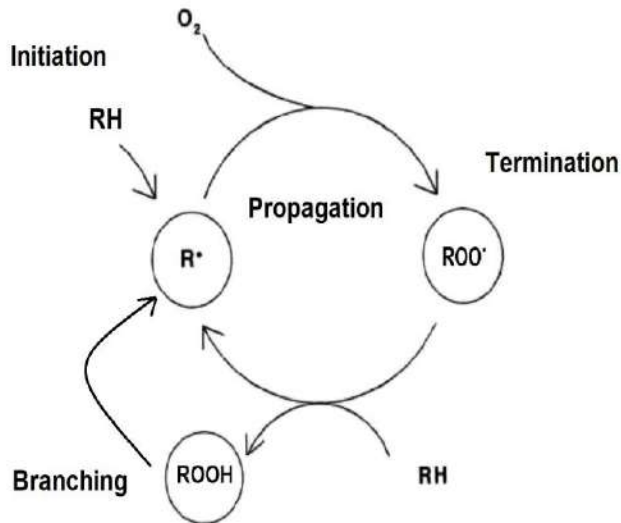 O₂
Initiation
RH
Termination
Propagation
R•
ROO•
Branching
ROOH
RH